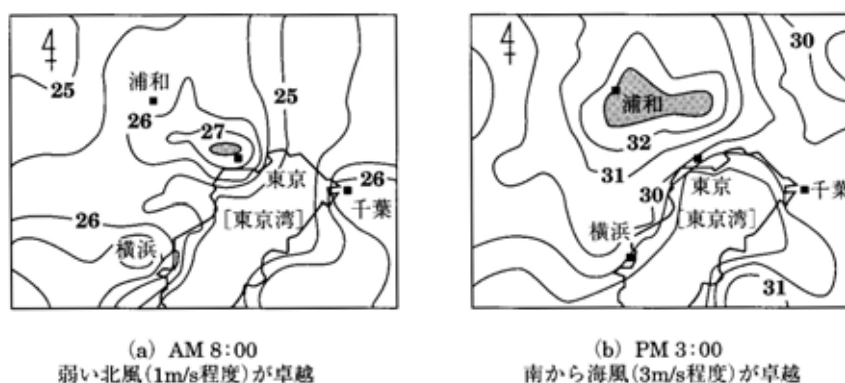 浦和
25
26
27
25
東京
26
千葉
[東京湾]
26
横浜
(a) AM 8:00
弱い北風(1m/s程度)が卓越
30
浦和
32
31
30
東京
千葉
[東京湾]
横浜
31
(b) PM 3:00
南から海風(3m/s程度)が卓越